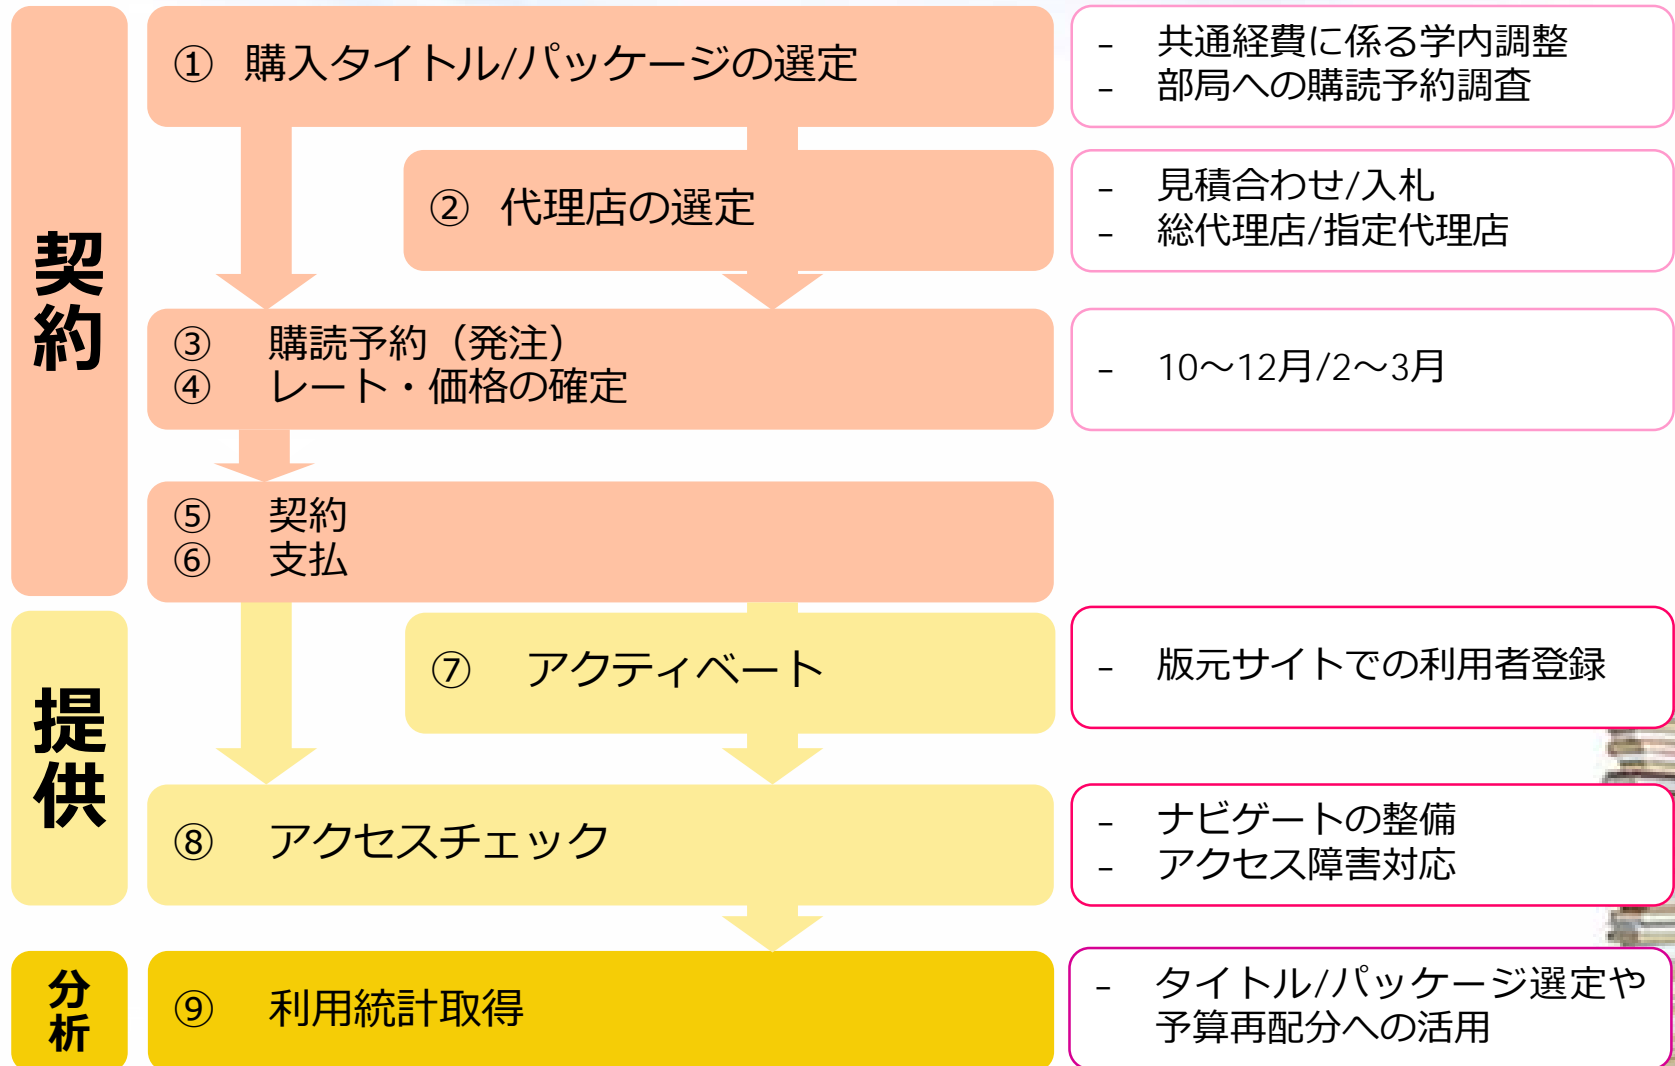 契約
① 購入タイトル/パッケージの選定
- 共通経費に係る学内調整
- 部局への購読予約調査
② 代理店の選定
- 見積合わせ/入札
- 総代理店/指定代理店
③ 購読予約（発注）
④ レート・価格の確定
- 10～12月/2～3月
⑤ 契約
⑥ 支払
提供
⑦ アクティベート
- 版元サイトでの利用者登録
⑧ アクセスチェック
- ナビゲートの整備
- アクセス障害対応
分析
⑨ 利用統計取得
- タイトル/パッケージ選定や
予算再配分への活用